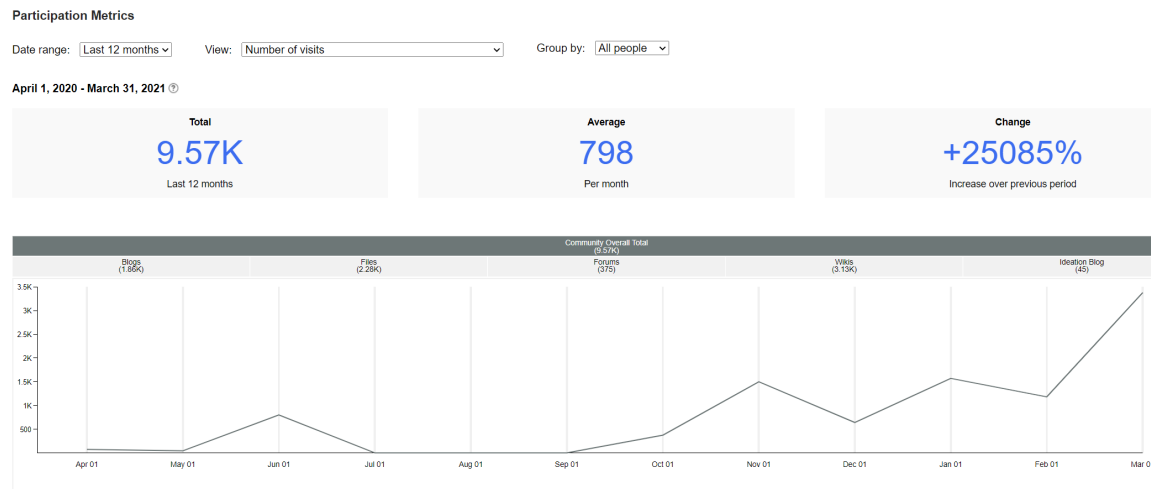 Participation Metrics
Date range: Last 12 months View: Number of visits Group by: All people
April 1, 2020 - March 31, 2021 ?
Total
9.57K
Last 12 months
Average
798
Per month
Change
+25085%
Increase over previous period
Community Overall Total
(9.57K)
Blogs
(1.86K)
Files
(2.28K)
Forums
(375)
Wikis
(3.13K)
Ideation Blog
(45)
3.5K
3K
2.5K
2K
1.5K
1K
500
Apr 01 May 01 Jun 01 Jul 01 Aug 01 Sep 01 Oct 01 Nov 01 Dec 01 Jan 01 Feb 01 Mar 0